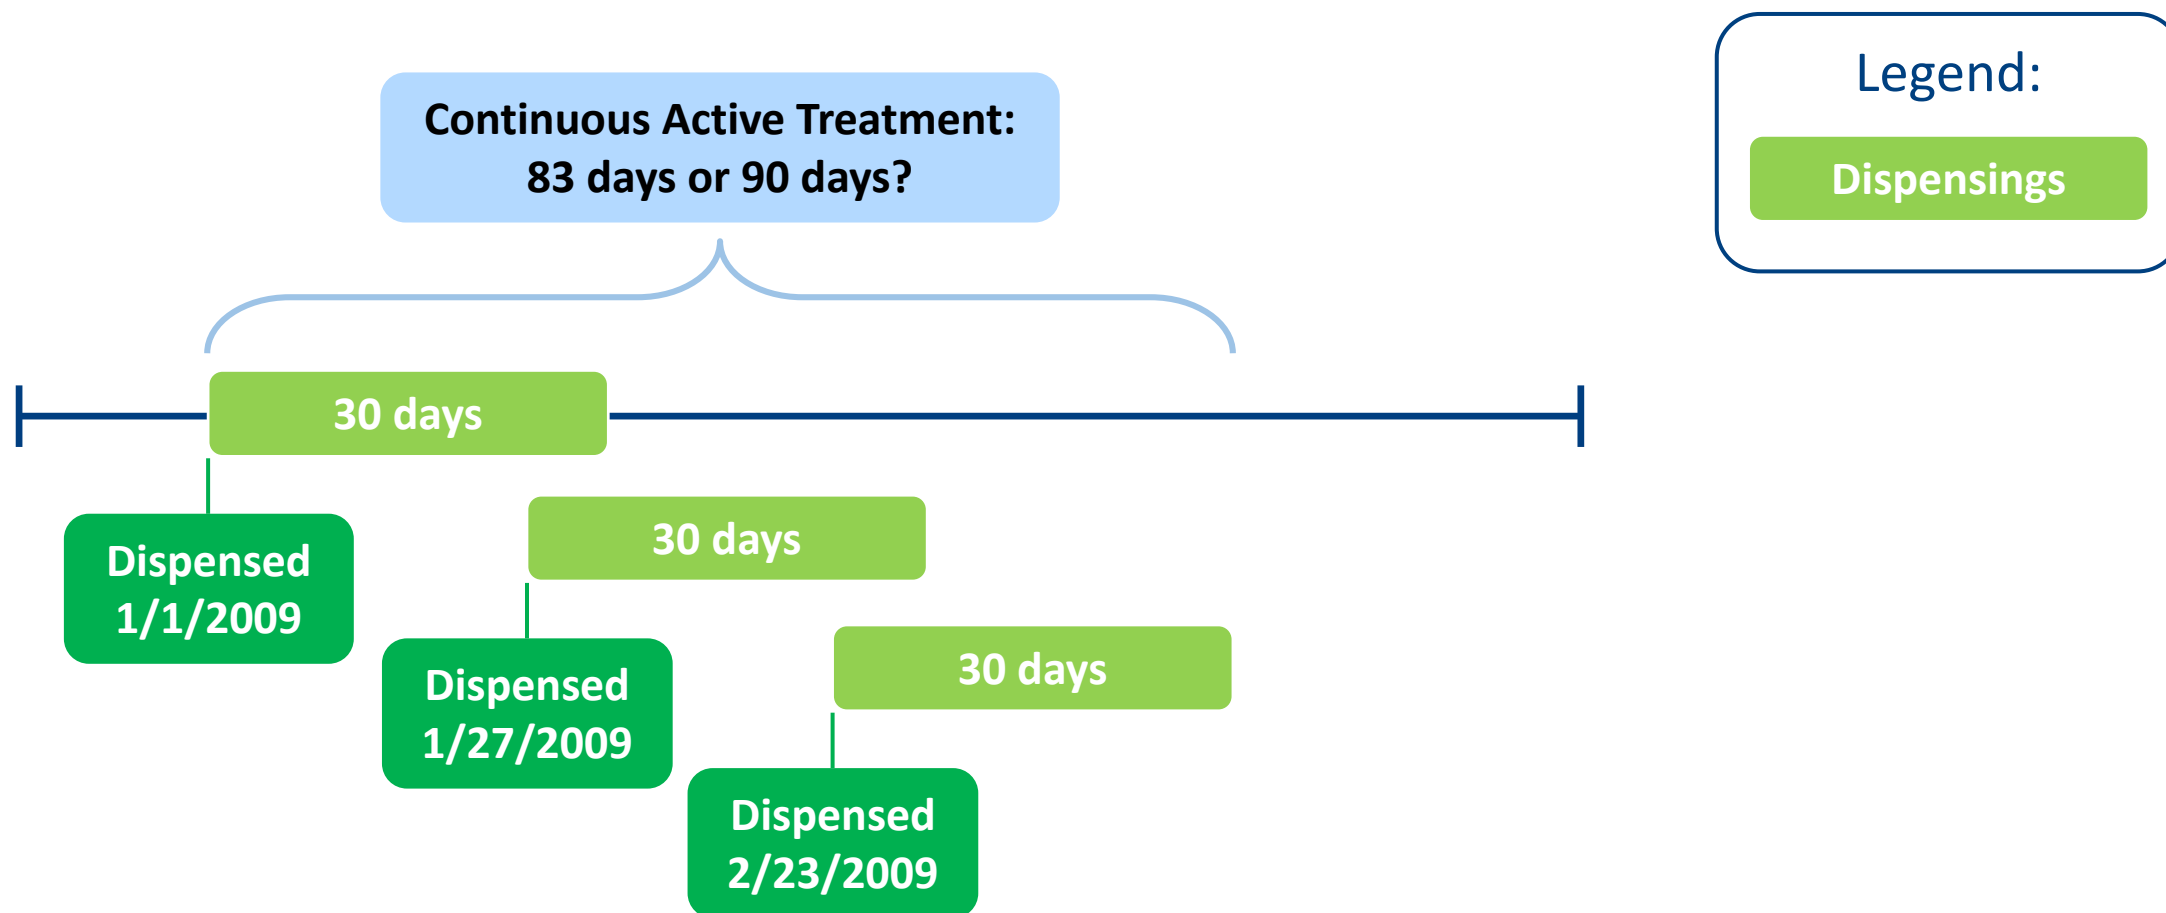 Legend:
Dispensings
Continuous Active Treatment:
83 days or 90 days?
30 days
Dispensed
1/1/2009
30 days
Dispensed
1/27/2009
30 days
Dispensed
2/23/2009